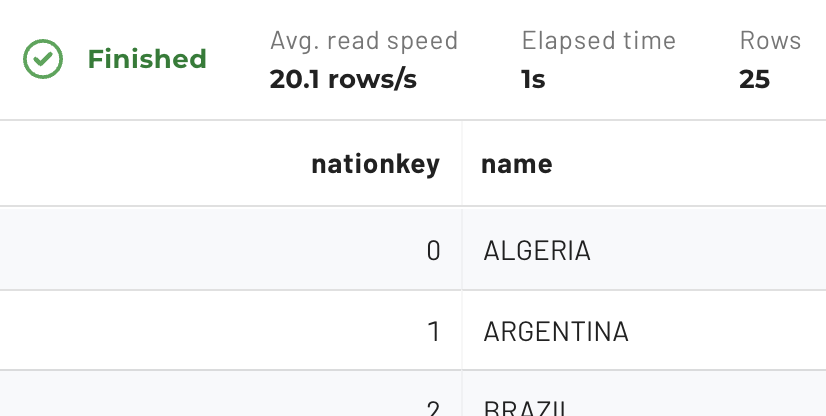 Finished
Avg. read speed
20.1 rows/s
Elapsed time
1s
Rows
25
nationkey name
0 ALGERIA
1 ARGENTINA
2 BRAZIL